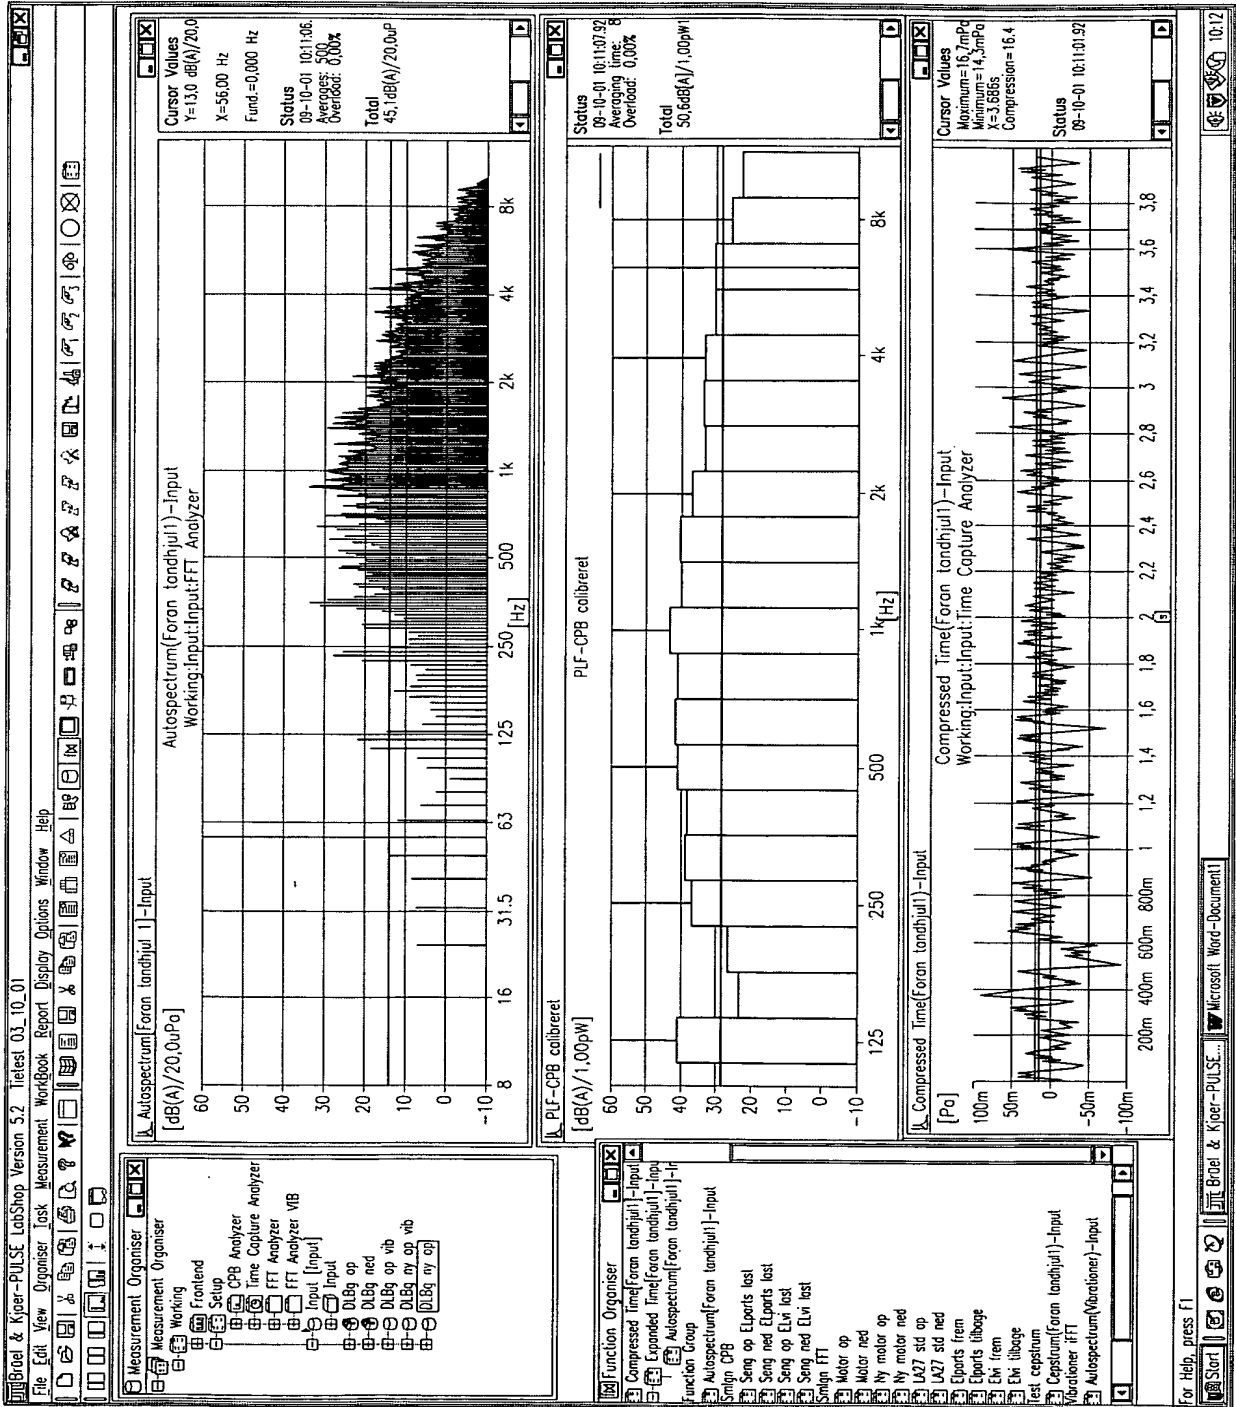 Brüel & Kjaer-PULSE LabShop Version 5.2 Tietest 03_10_01
File Edit View Organiser Task Measurement WorkBook Report Display Options Window Help
Measurement Organiser
Measurement Organiser
Working
Frontend
Setup
CPB Analyzer
Time Capture Analyzer
FFT Analyzer
FFT Analyzer VIB
Input [Input]
Input
DLBg op
DLBg ned
DLBg op vib
DLBg ny op vib
DLBg ny op
Function Organiser
Compressed Time[Foran tandhjul1]-Input
Expanded Time[Foran tandhjul1]-Inpu
Autospectrum[Foran tandhjul1]-Ir
Function Group
Autospectrum[Foran tandhjul1]-Input
Smlgn CPB
Seng op ELports last
Seng ned ELports last
Seng op ELvi last
Seng ned ELvi last
Smlgn FFT
Motor op
Motor ned
Ny motor op
Ny motor ned
LA27 std op
LA27 std ned
Elports frem
Elports tilbage
Elvi frem
Elvi tilbage
Test cepstrum
Cepstrum(Foran tandhjul1)-Input
Vibrationer iFFT
Autospectrum(Vibrationer)-Input
Autospectrum[Foran tandhjul 1]-Input
[dB(A)/20,0uPa]
Autospectrum(Foran tandhjul1)-Input
Working:Input:Input:FFT Analyzer
60
50
40
30
20
10
0
-10
8 16 31.5 63 125 250 500 1k 2k 4k 8k
[Hz]
Cursor Values
Y=13,0 dB(A)/20,0
X=56,00 Hz
Fund.=0,000 Hz
Status
09-10-01 10:11:06.
Averages: 500
Overload: 0,00%
Total
45,1dB(A)/20,0uP
PLF-CPB calibreret
[dB(A)/1,00pW]
PLF-CPB calibreret
60
50
40
30
20
10
0
-10
125 250 500 1k 2k 4k 8k
[Hz]
Status
09-10-01 10:11:07.92
Averaging time: 8
Overload: 0,00%
Total
50,6dB[A]/1,00pW1
Compressed Time(Foran tandhjul1)-Input
[Pa]
Compressed Time(Foran tandhjul1)-Input
Working:Input:Input:Time Capture Analyzer
100m
50m
0
-50m
-100m
200m 400m 600m 800m 1 1,2 1,4 1,6 1,8 2 2,2 2,4 2,6 2,8 3 3,2 3,4 3,6 3,8
s
Cursor Values
Maximum=16,7mPa
Minimum=14,3mPa
X=3,686s
Compression=16.4
Status
09-10-01 10:11:01.92
For Help, press F1
Start
Brüel & Kjaer-PULSE...
Microsoft Word-Document1
10:12